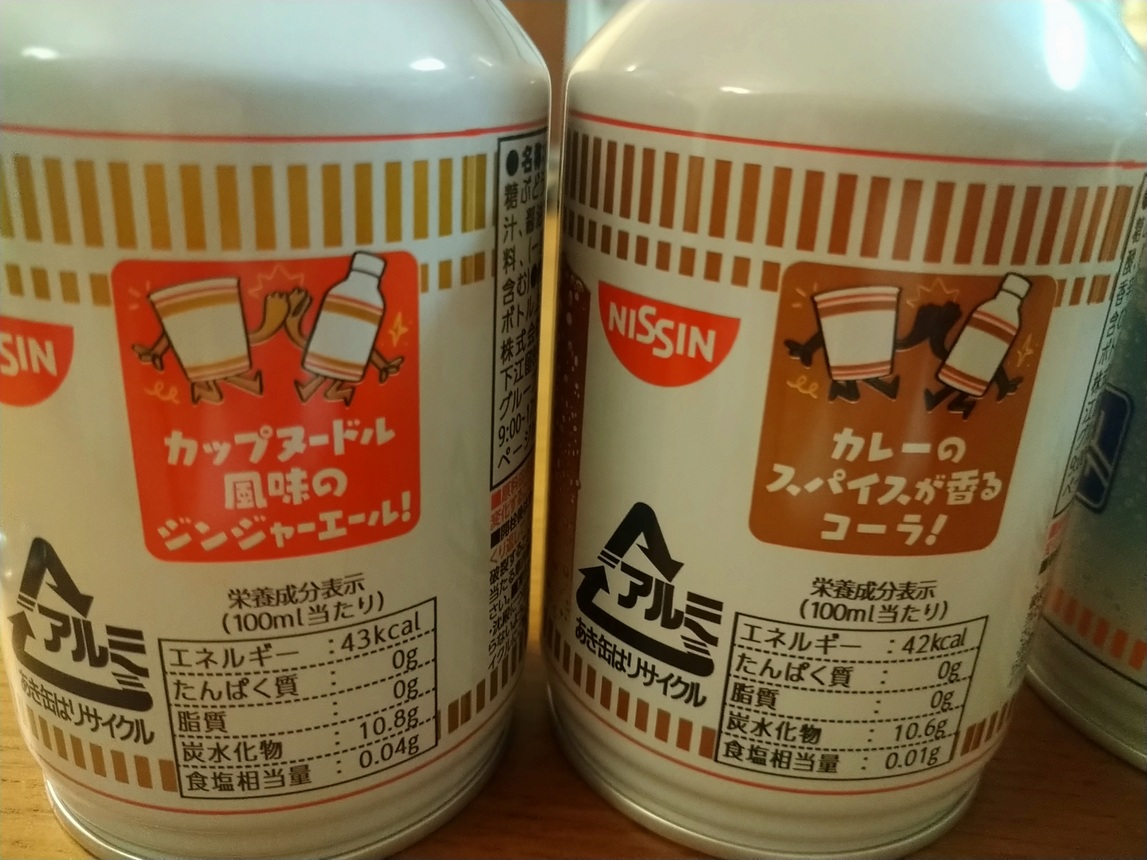 SIN
カップヌードル
風味の
ジンジャーエール!
アルミ
あき缶はリサイクル
栄養成分表示
(100ml当たり)
エネルギー : 43kcal
たんぱく質 : 0g
脂質 : 0g
炭水化物 : 10.8g
食塩相当量 : 0.04g
NISSIN
カレーの
スパイスが香る
コーラ!
アルミ
あき缶はリサイクル
栄養成分表示
(100ml当たり)
エネルギー : 42kcal
たんぱく質 : 0g
脂質 : 0g
炭水化物 : 10.6g
食塩相当量 : 0.01g